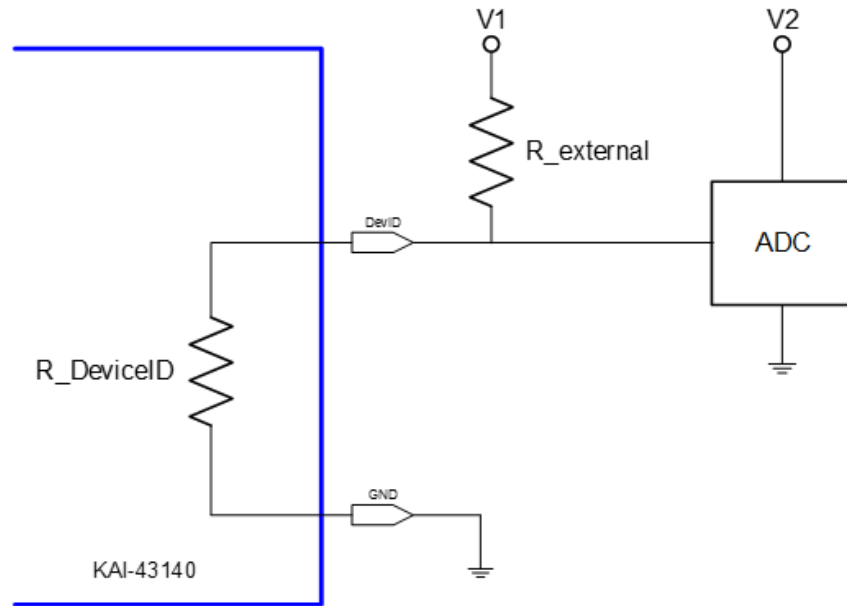 V1
V2
R_external
DevID
ADC
R_DeviceID
GND
KAI-43140